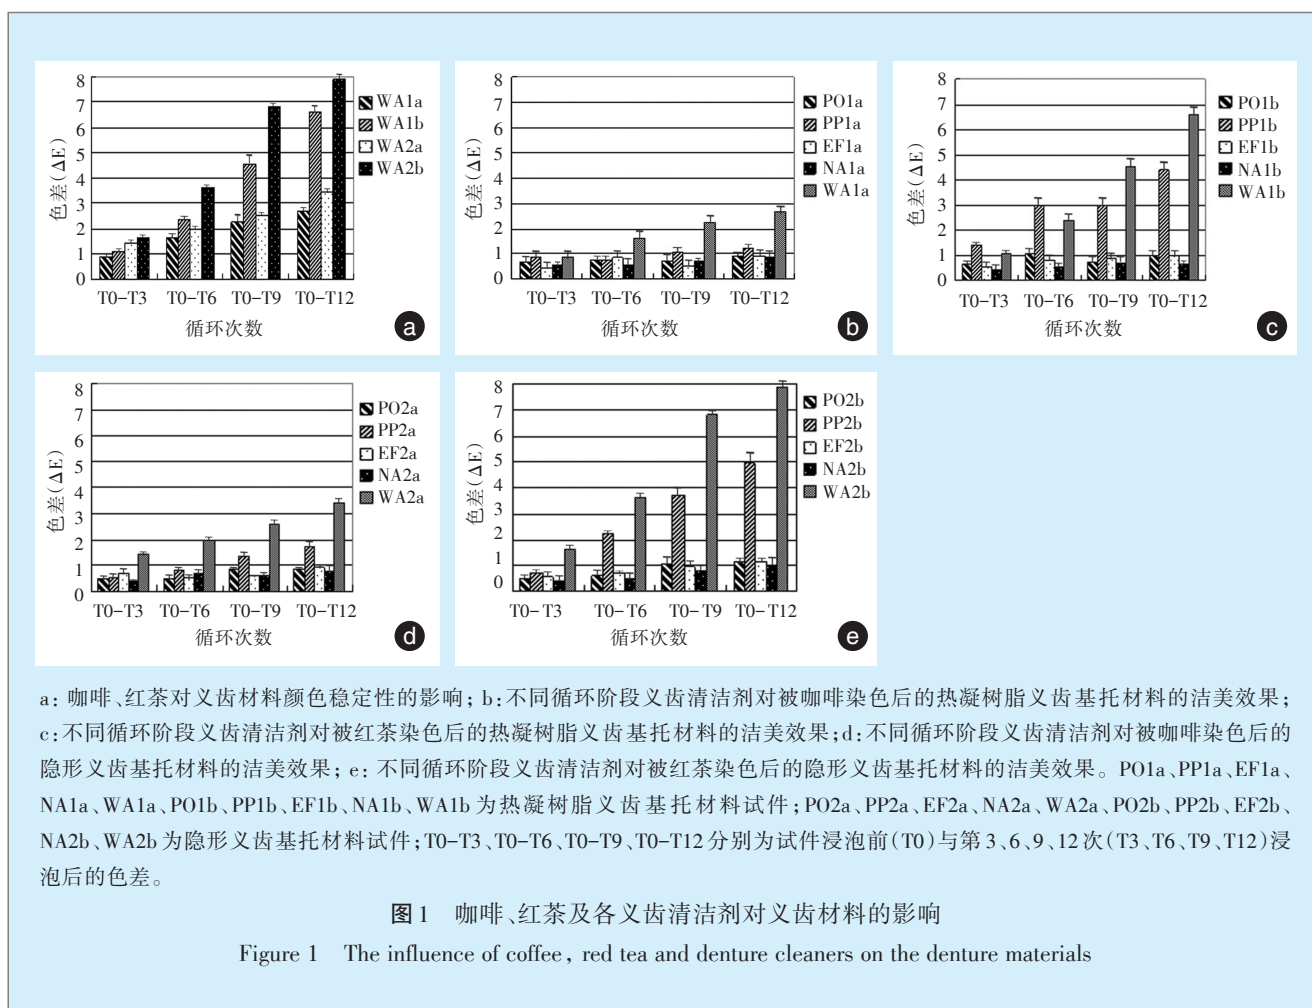 8
7
6
5
4
3
2
1
0
色差(ΔE)
T0-T3 T0-T6 T0-T9 T0-T12
循环次数
WA1a
WA1b
WA2a
WA2b
a
8
7
6
5
4
3
2
1
0
色差(ΔE)
T0-T3 T0-T6 T0-T9 T0-T12
循环次数
PO1a
PP1a
EF1a
NA1a
WA1a
b
8
7
6
5
4
3
2
1
0
色差(ΔE)
T0-T3 T0-T6 T0-T9 T0-T12
循环次数
PO1b
PP1b
EF1b
NA1b
WA1b
c
8
7
6
5
4
3
2
1
0
色差(ΔE)
T0-T3 T0-T6 T0-T9 T0-T12
循环次数
PO2a
PP2a
EF2a
NA2a
WA2a
d
8
7
6
5
4
3
2
1
0
色差(ΔE)
T0-T3 T0-T6 T0-T9 T0-T12
循环次数
PO2b
PP2b
EF2b
NA2b
WA2b
e
a：咖啡、红茶对义齿材料颜色稳定性的影响；b：不同循环阶段义齿清洁剂对被咖啡染色后的热凝树脂义齿基托材料的洁美效果；
c：不同循环阶段义齿清洁剂对被红茶染色后的热凝树脂义齿基托材料的洁美效果；d：不同循环阶段义齿清洁剂对被咖啡染色后的
隐形义齿基托材料的洁美效果；e：不同循环阶段义齿清洁剂对被红茶染色后的隐形义齿基托材料的洁美效果。PO1a、PP1a、EF1a、
NA1a、WA1a、PO1b、PP1b、EF1b、NA1b、WA1b为热凝树脂义齿基托材料试件；PO2a、PP2a、EF2a、NA2a、WA2a、PO2b、PP2b、EF2b、
NA2b、WA2b为隐形义齿基托材料试件；T0-T3、T0-T6、T0-T9、T0-T12分别为试件浸泡前(T0)与第3、6、9、12次(T3、T6、T9、T12)浸
泡后的色差。
图1 咖啡、红茶及各义齿清洁剂对义齿材料的影响
Figure 1 The influence of coffee, red tea and denture cleaners on the denture materials